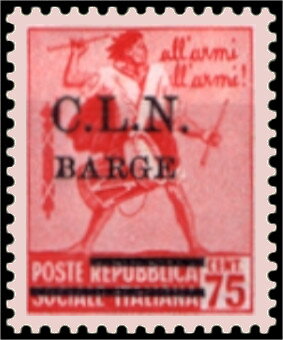 all'armi
all'armi!
C.L.N.
BARGE
POSTE REPUBBLICA
SOCIALE ITALIANA
CENT.
75